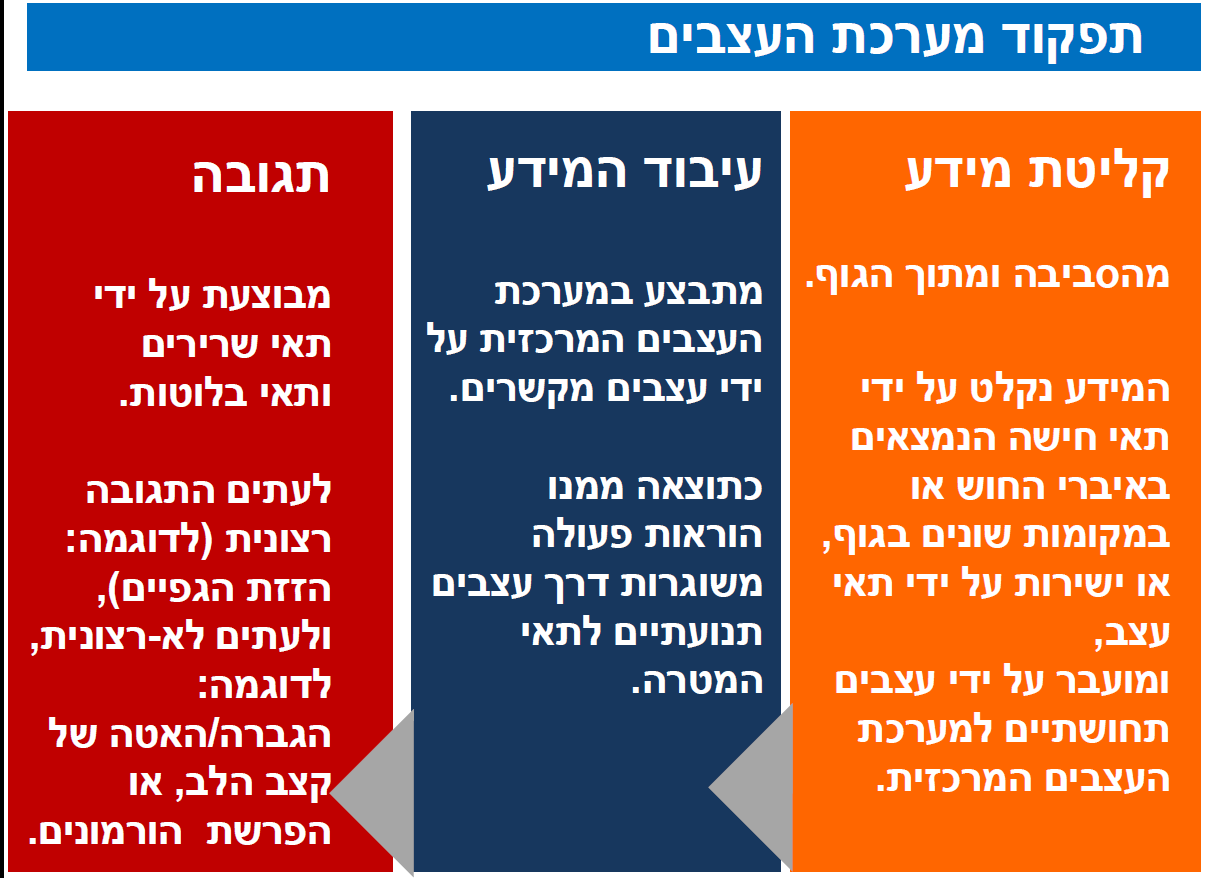 תפקוד מערכת העצבים
קליטת מידע
מהסביבה ומתוך הגוף.
המידע נקלט על ידי
תאי חישה הנמצאים
באיברי החוש או
במקומות שונים בגוף,
או ישירות על ידי תאי
עצב,
ומועבר על ידי עצבים
תחושתיים למערכת
העצבים המרכזית.
עיבוד המידע
מתבצע במערכת
העצבים המרכזית על
ידי עצבים מקשרים.
כתוצאה ממנו
הוראות פעולה
משוגרות דרך עצבים
תנועתיים לתאי
המטרה.
תגובה
מבוצעת על ידי
תאי שרירים
ותאי בלוטות.
לעתים התגובה
רצונית (לדוגמה:
הזזת הגפיים),
ולעתים לא-רצונית,
לדוגמה:
הגברה/האטה של
קצב הלב, או
הפרשת הורמונים.